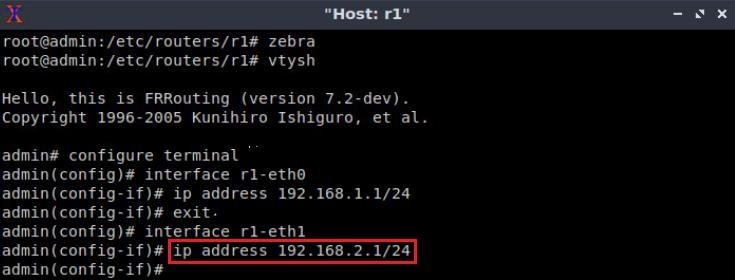 "Host: r1"
root@admin:/etc/routers/r1# zebra
root@admin:/etc/routers/r1# vtysh
Hello, this is FRRouting (version 7.2-dev).
Copyright 1996-2005 Kunihiro Ishiguro, et al.
admin# configure terminal
admin(config)# interface r1-eth0
admin(config-if)# ip address 192.168.1.1/24
admin(config-if)# exit
admin(config)# interface r1-eth1
admin(config-if)# ip address 192.168.2.1/24
admin(config-if)#